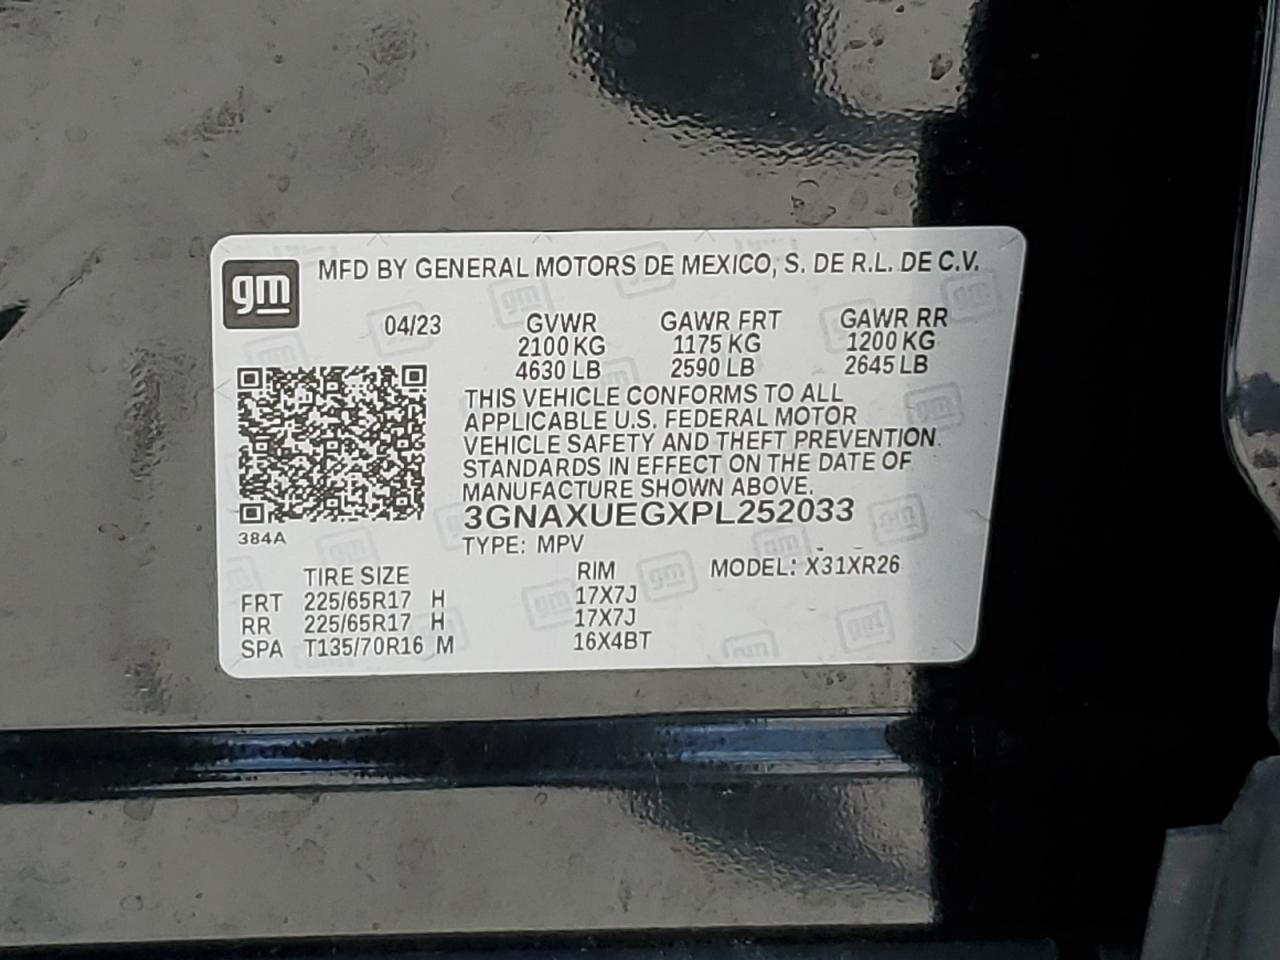 gm MFD BY GENERAL MOTORS DE MEXICO, S. DE R.L. DE C.V.
04/23 GVWR GAWR FRT GAWR RR
2100 KG 1175 KG 1200 KG
4630 LB 2590 LB 2645 LB
THIS VEHICLE CONFORMS TO ALL
APPLICABLE U.S. FEDERAL MOTOR
VEHICLE SAFETY AND THEFT PREVENTION
STANDARDS IN EFFECT ON THE DATE OF
MANUFACTURE SHOWN ABOVE.
3GNAXUEGXPL252033
384A
TYPE: MPV
TIRE SIZE RIM MODEL: X31XR26
FRT 225/65R17 H 17X7J
RR 225/65R17 H 17X7J
SPA T135/70R16 M 16X4BT